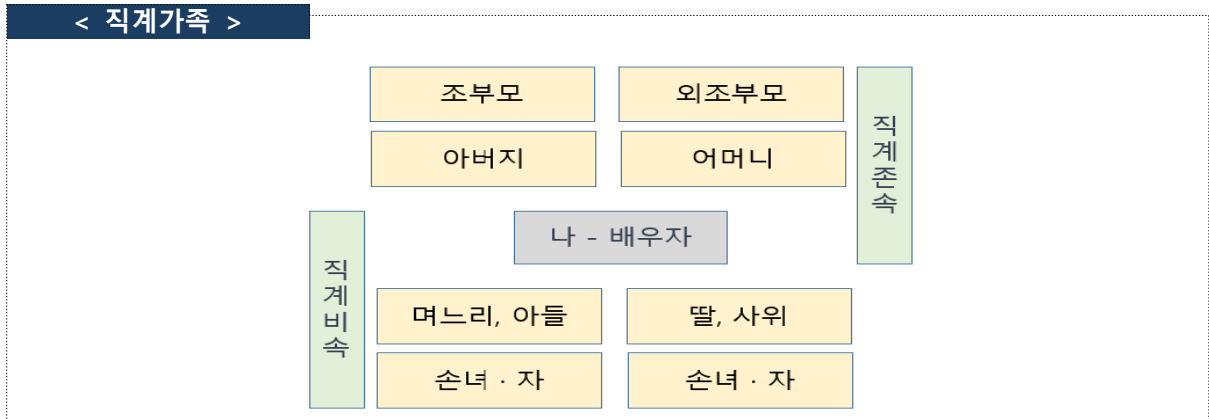 < 직계가족 >
조부모 외조부모
아버지 어머니
직계존속
나 - 배우자
직계비속
며느리, 아들 딸, 사위
손녀 · 자 손녀 · 자